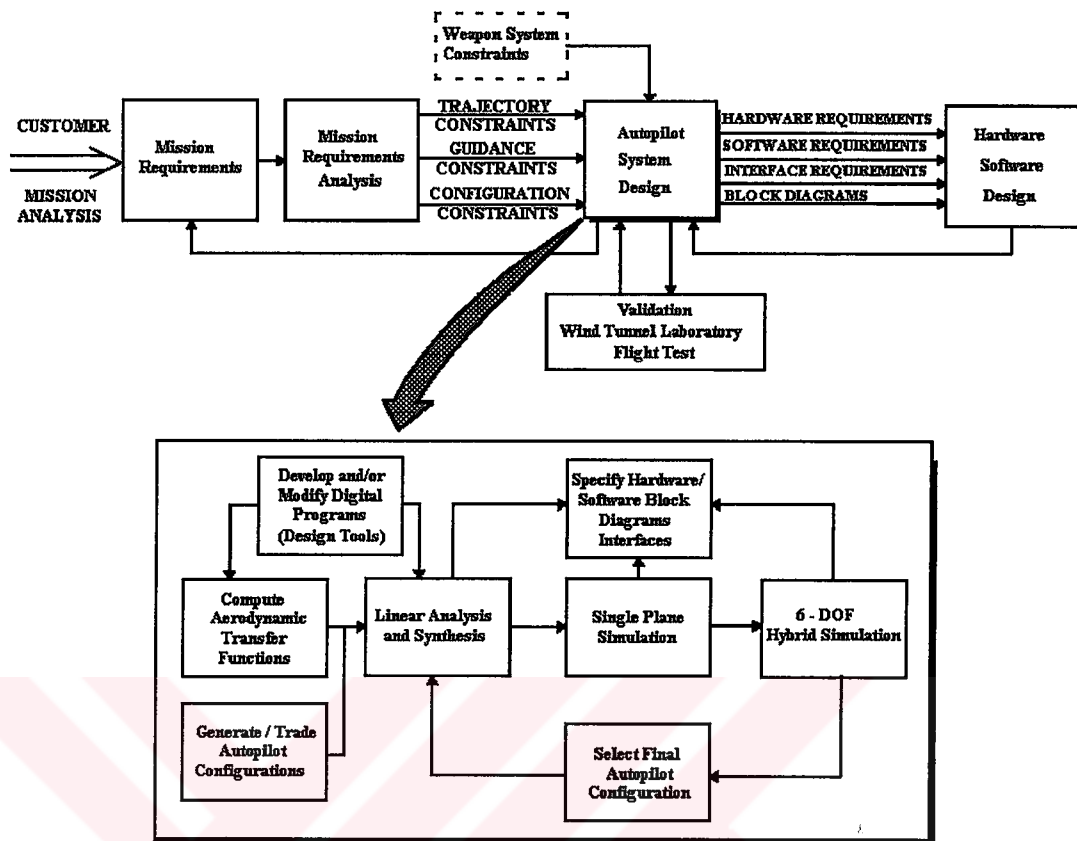 Weapon System
Constraints
CUSTOMER
MISSION
ANALYSIS
Mission
Requirements
Mission
Requirements
Analysis
TRAJECTORY
CONSTRAINTS
GUIDANCE
CONSTRAINTS
CONFIGURATION
CONSTRAINTS
Autopilot
System
Design
HARDWARE REQUIREMENTS
SOFTWARE REQUIREMENTS
INTERFACE REQUIREMENTS
BLOCK DIAGRAMS
Hardware
Software
Design
Validation
Wind Tunnel Laboratory
Flight Test
Develop and/or
Modify Digital
Programs
(Design Tools)
Specify Hardware/
Software Block
Diagrams
Interfaces
Compute
Aerodynamic
Transfer
Functions
Linear Analysis
and Synthesis
Single Plane
Simulation
6 - DOF
Hybrid Simulation
Generate / Trade
Autopilot
Configurations
Select Final
Autopilot
Configuration